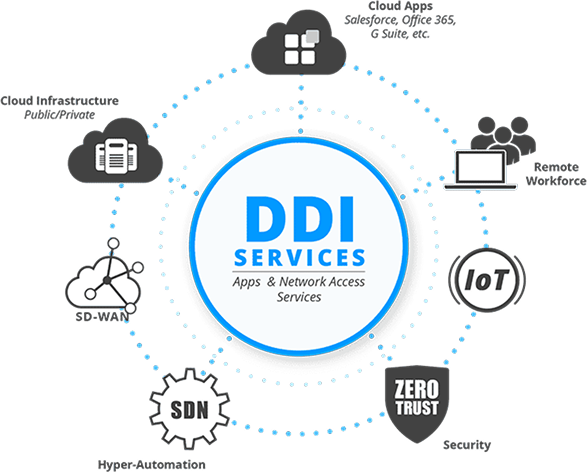 Cloud Apps
Salesforce, Office 365,
G Suite, etc.
Cloud Infrastructure
Public/Private
Remote
Workforce
DDI
SERVICES
Apps & Network Access
Services
IoT
SD-WAN
ZERO
TRUST
SDN
Security
Hyper-Automation